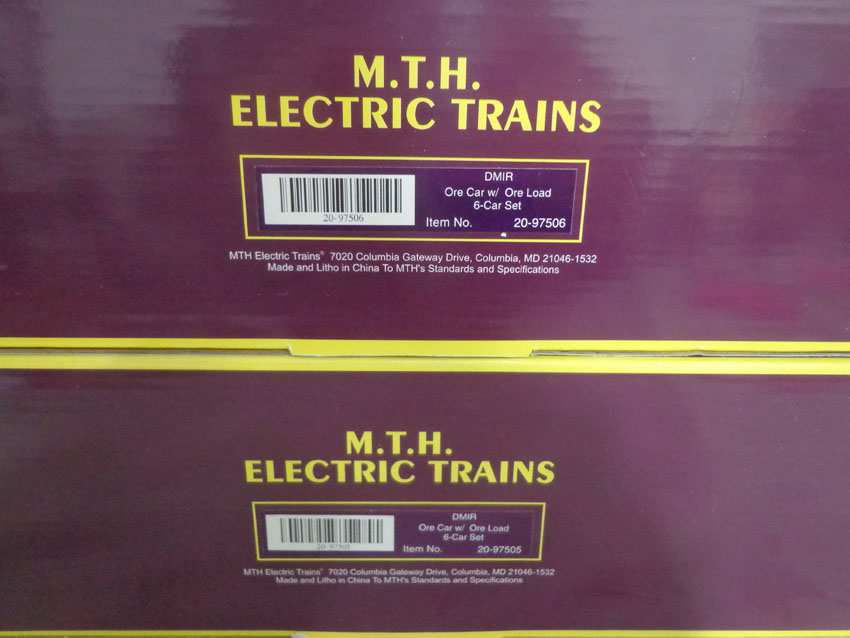 M.T.H.
ELECTRIC TRAINS
DMIR
Ore Car w/ Ore Load
6-Car Set
20-97506
Item No. 20-97506
MTH Electric Trains® 7020 Columbia Gateway Drive, Columbia, MD 21046-1532
Made and Litho in China To MTH's Standards and Specifications
M.T.H.
ELECTRIC TRAINS
DMIR
Ore Car w/ Ore Load
6-Car Set
20-97505
Item No. 20-97505
MTH Electric Trains® 7020 Columbia Gateway Drive, Columbia, MD 21046-1532
Made and Litho in China To MTH's Standards and Specifications